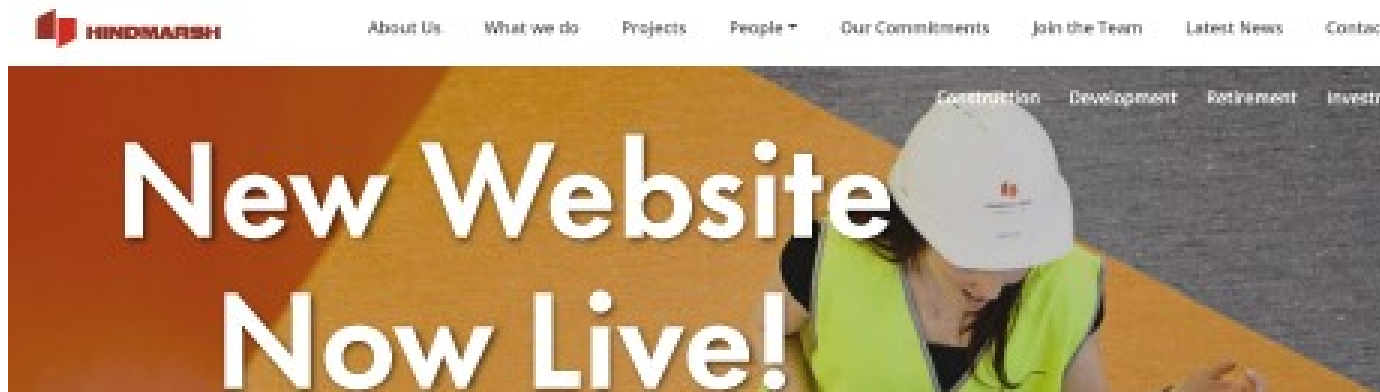 HINDMARSH About Us What we do Projects People Our Commitments Join the Team Latest News
Construction Development Retirement
New Website
Now Live!